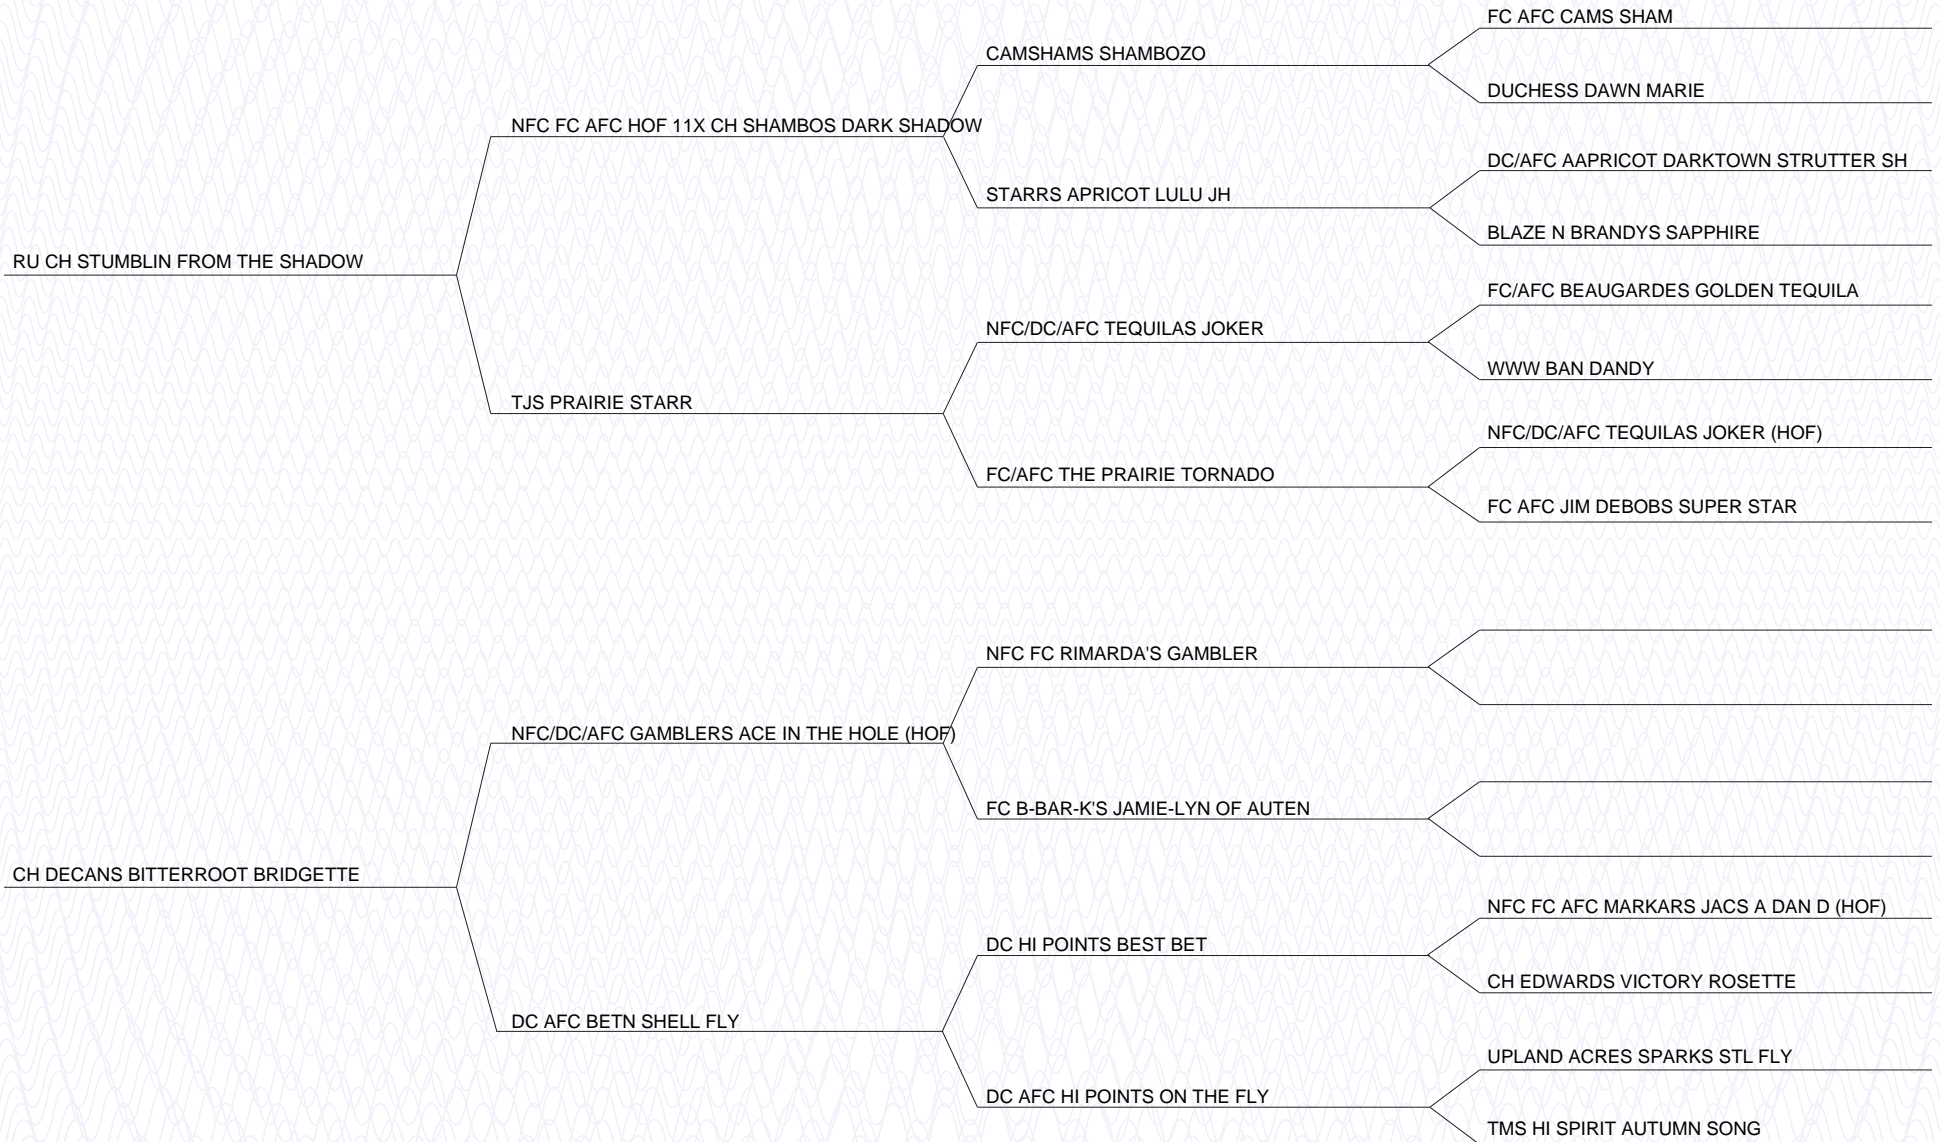 FC AFC CAMS SHAM
CAMSHAMS SHAMBOZO
DUCHESS DAWN MARIE
NFC FC AFC HOF 11X CH SHAMBOS DARK SHADOW
DC/AFC AAPRICOT DARKTOWN STRUTTER SH
STARRS APRICOT LULU JH
BLAZE N BRANDYS SAPPHIRE
RU CH STUMBLIN FROM THE SHADOW
FC/AFC BEAUGARDES GOLDEN TEQUILA
NFC/DC/AFC TEQUILAS JOKER
WWW BAN DANDY
TJS PRAIRIE STARR
NFC/DC/AFC TEQUILAS JOKER (HOF)
FC/AFC THE PRAIRIE TORNADO
FC AFC JIM DEBOBS SUPER STAR
NFC FC RIMARDA'S GAMBLER
NFC/DC/AFC GAMBLERS ACE IN THE HOLE (HOF)
FC B-BAR-K'S JAMIE-LYN OF AUTEN
CH DECANS BITTERROOT BRIDGETTE
NFC FC AFC MARKARS JACS A DAN D (HOF)
DC HI POINTS BEST BET
CH EDWARDS VICTORY ROSETTE
DC AFC BETN SHELL FLY
UPLAND ACRES SPARKS STL FLY
DC AFC HI POINTS ON THE FLY
TMS HI SPIRIT AUTUMN SONG